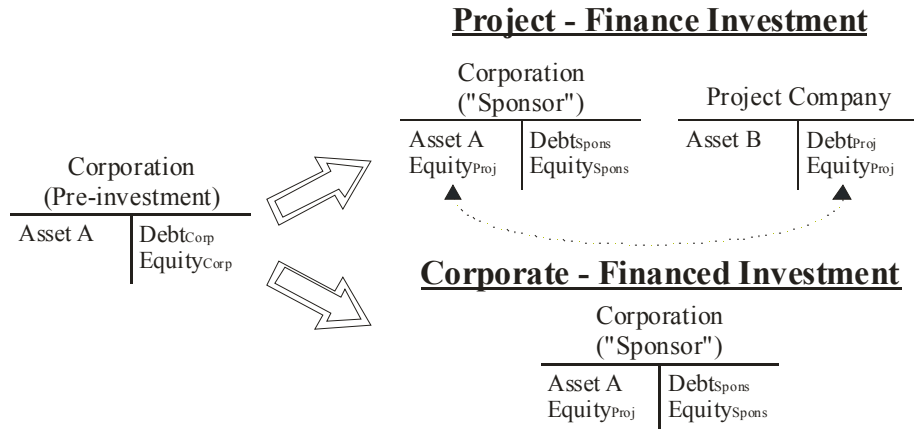 Project - Finance Investment
Corporation
("Sponsor")
Asset A
EquityProj
DebtSpons
EquitySpons
Project Company
Asset B
DebtProj
EquityProj
Corporation
(Pre-investment)
Asset A
DebtCorp
EquityCorp
Corporate - Financed Investment
Corporation
("Sponsor")
Asset A
EquityProj
DebtSpons
EquitySpons